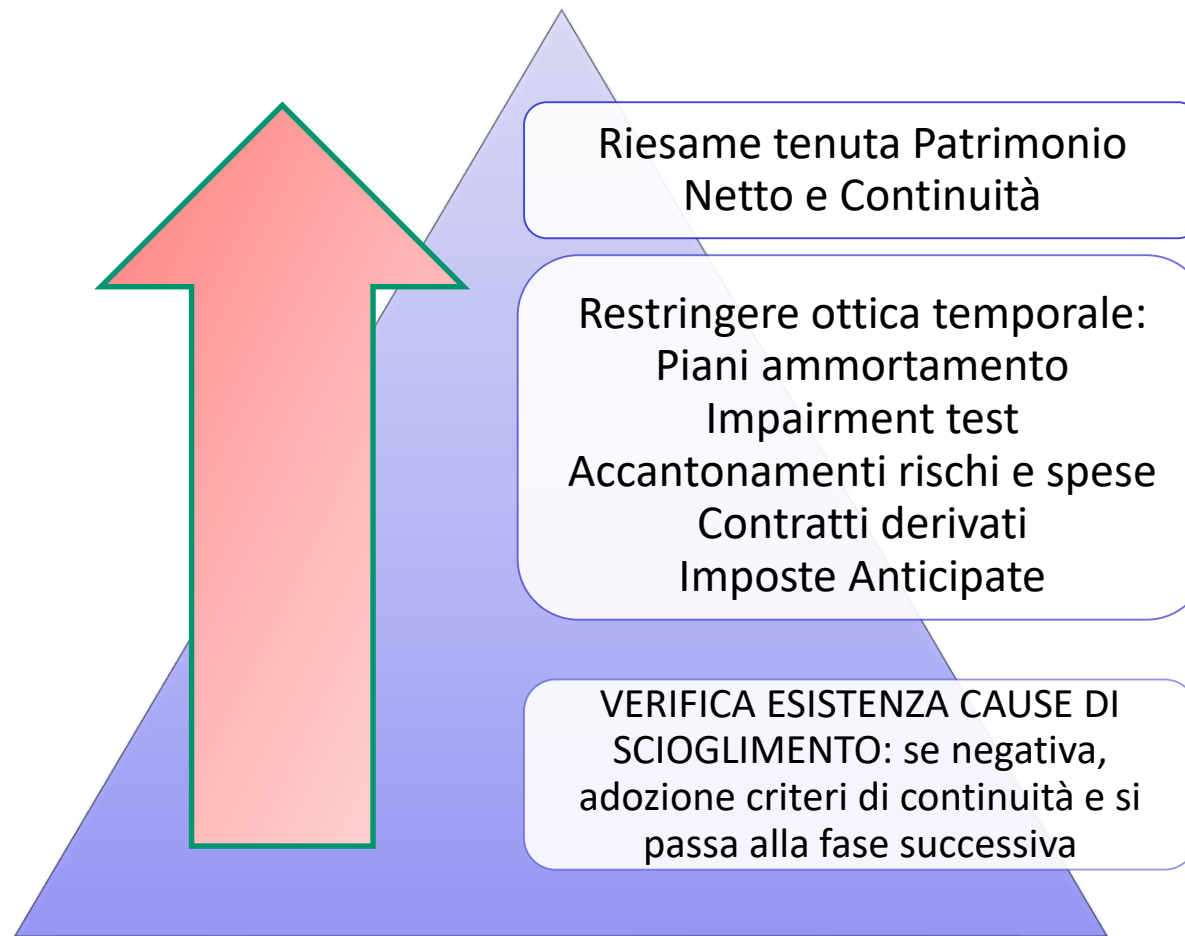 Riesame tenuta Patrimonio
Netto e Continuità
Restringere ottica temporale:
Piani ammortamento
Impairment test
Accantonamenti rischi e spese
Contratti derivati
Imposte Anticipate
VERIFICA ESISTENZA CAUSE DI
SCIOGLIMENTO: se negativa,
adozione criteri di continuità e si
passa alla fase successiva